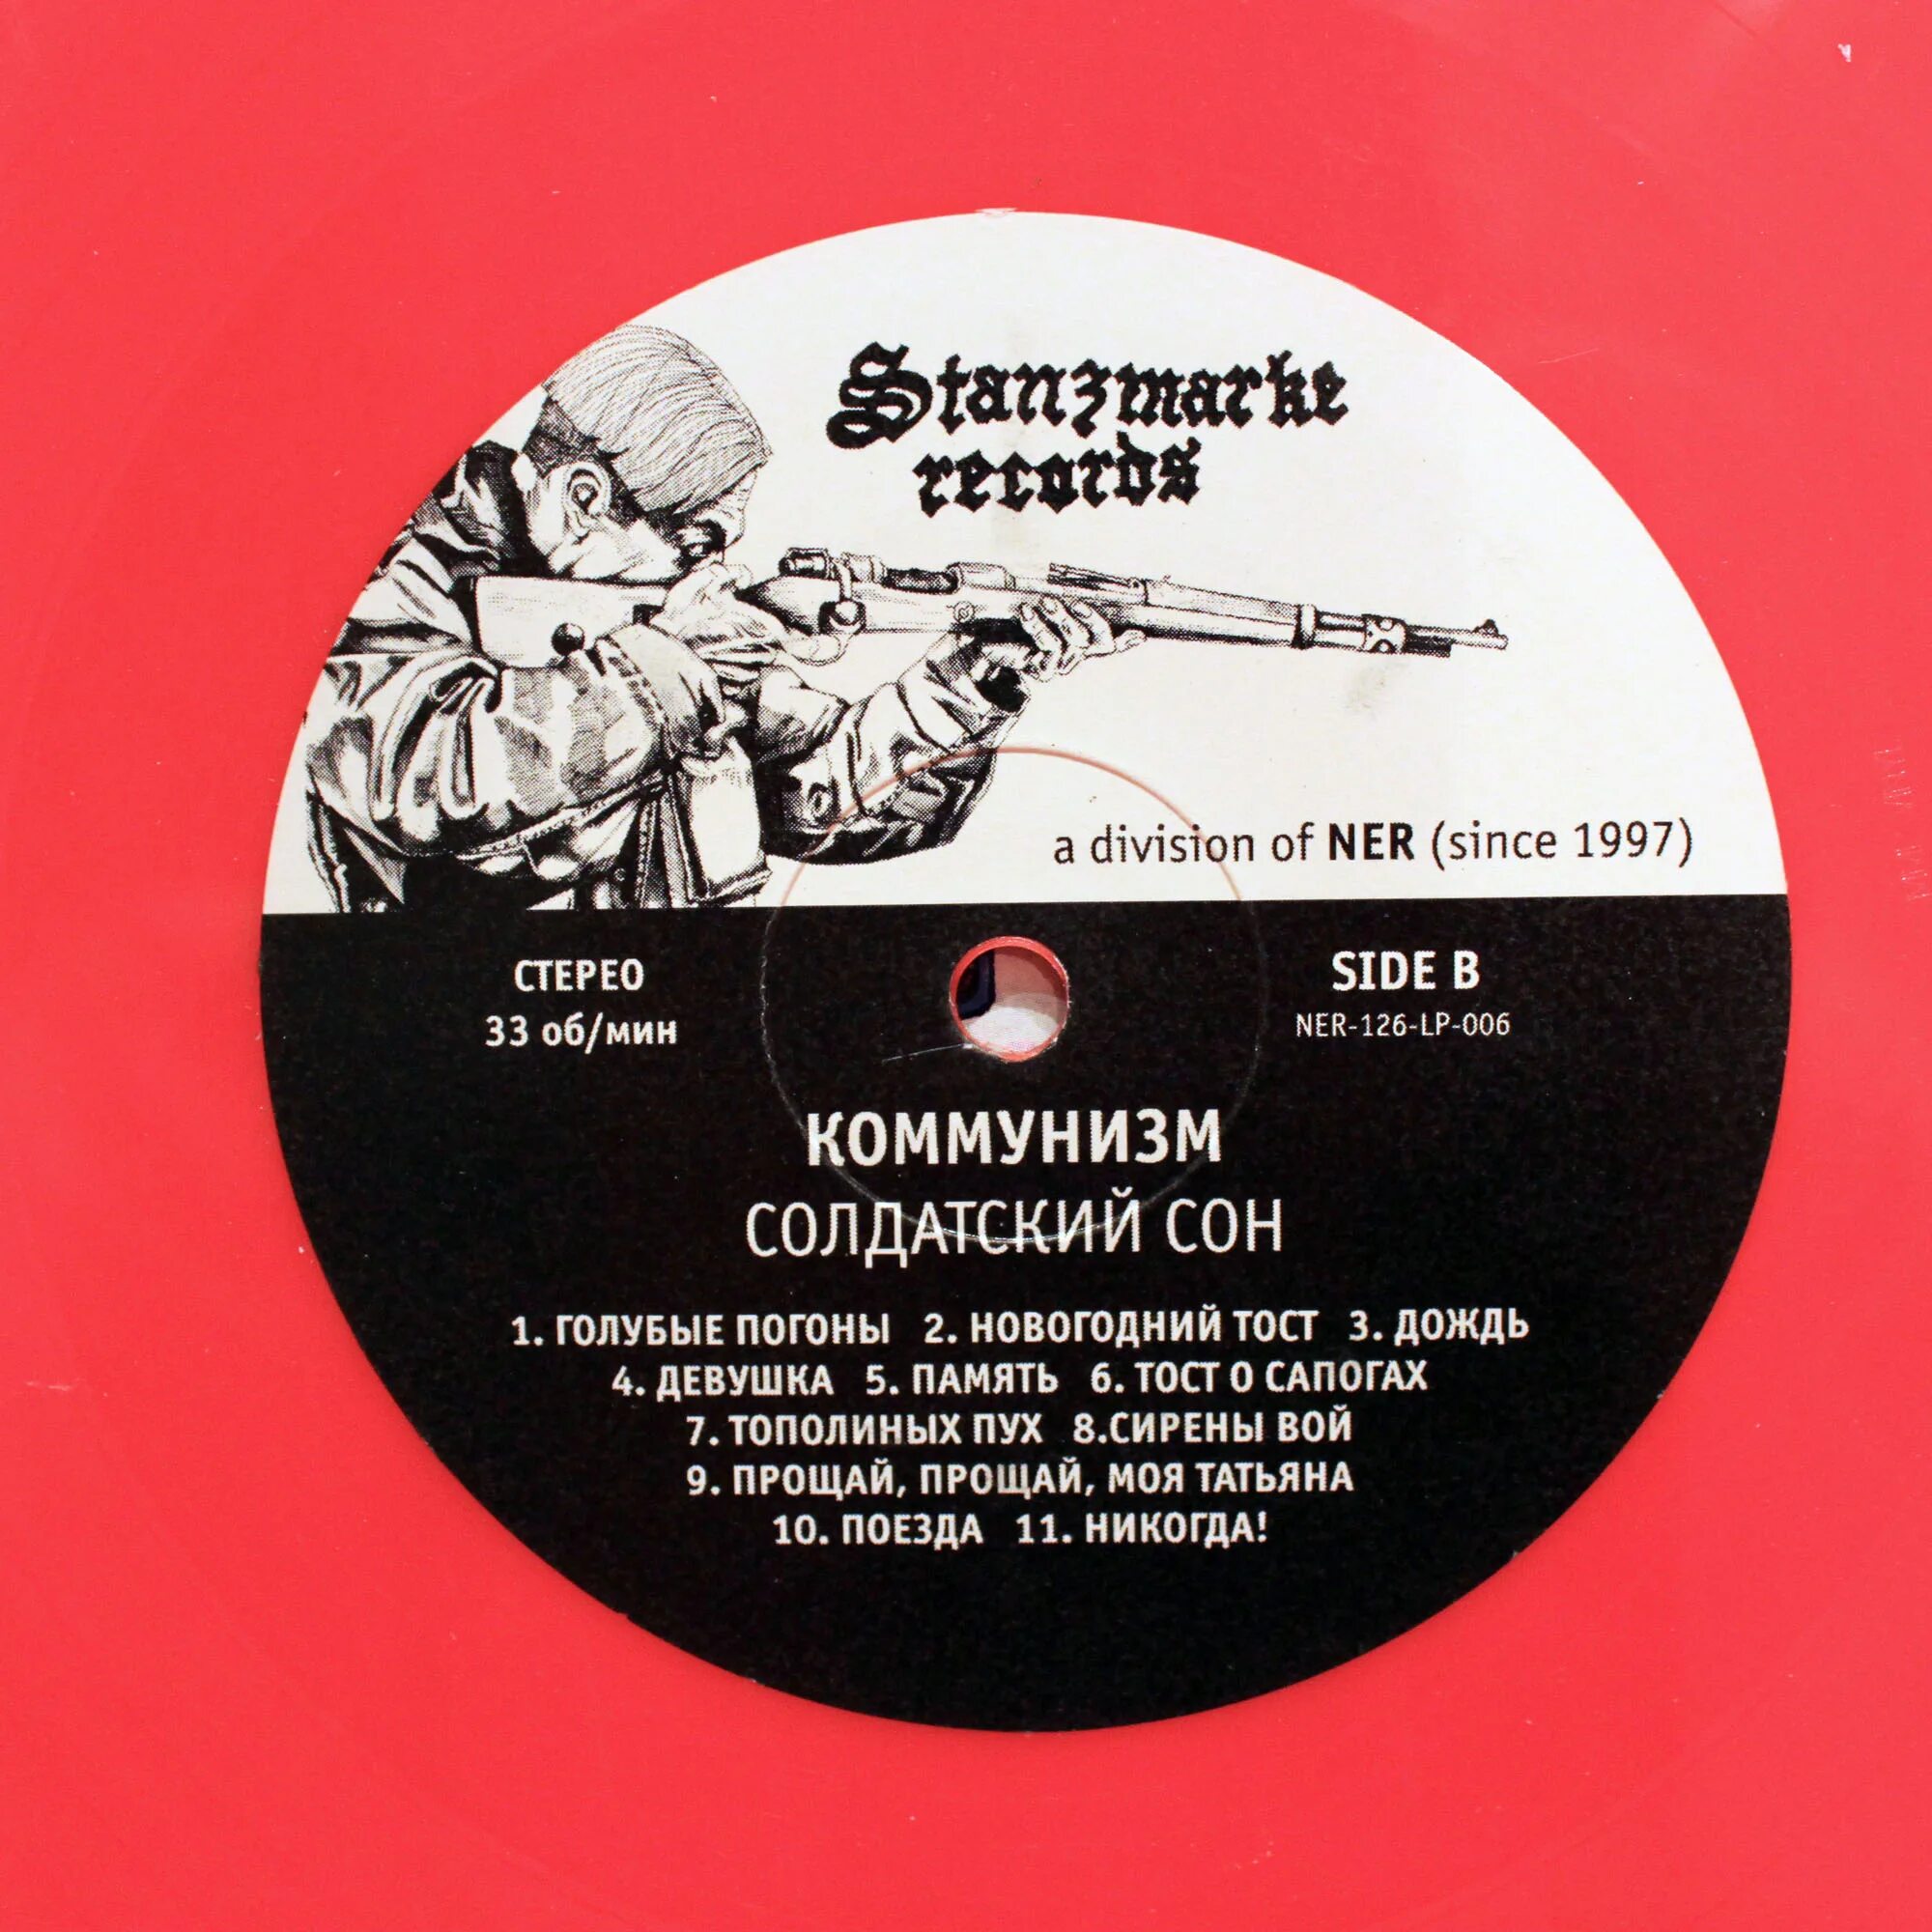 Stanzmarke
records
a division of NER (since 1997)
СТЕРЕО
33 об/мин
SIDE B
NER-126-LP-006
КОММУНИЗМ
СОЛДАТСКИЙ СОН
1. ГОЛУБЫЕ ПОГОНЫ 2. НОВОГОДНИЙ ТОСТ 3. ДОЖДЬ
4. ДЕВУШКА 5. ПАМЯТЬ 6. ТОСТ О САПОГАХ
7. ТОПОЛИНЫХ ПУХ 8.СИРЕНЫ ВОЙ
9. ПРОЩАЙ, ПРОЩАЙ, МОЯ ТАТЬЯНА
10. ПОЕЗДА 11. НИКОГДА!